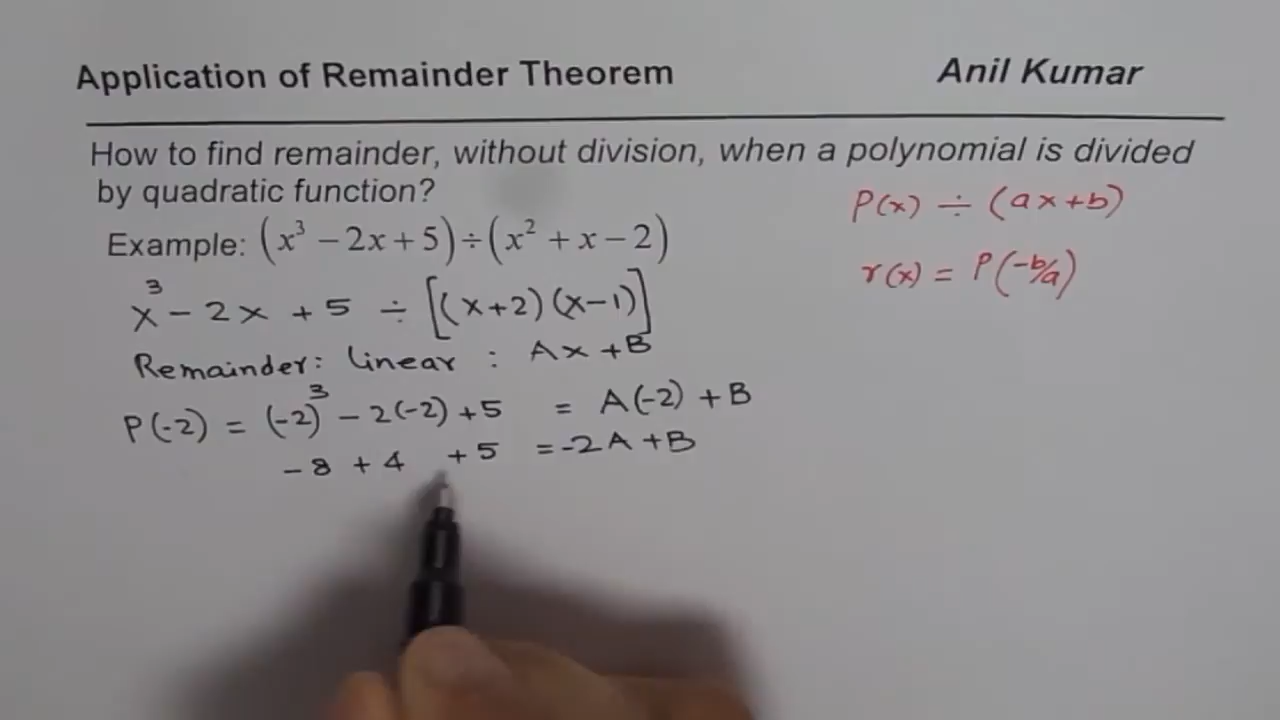 Application of Remainder Theorem Anil Kumar
How to find remainder, without division, when a polynomial is divided
by quadratic function?
P(x) ÷ (ax+b)
Example: (x³ − 2x + 5) ÷ (x² + x − 2)
r(x) = P(-b/a)
x³ − 2x + 5 ÷ [(x+2)(x−1)]
Remainder: linear : Ax + B
P(-2) = (-2)³ − 2(-2) + 5 = A(-2) + B
−8 + 4 + 5 = -2A + B